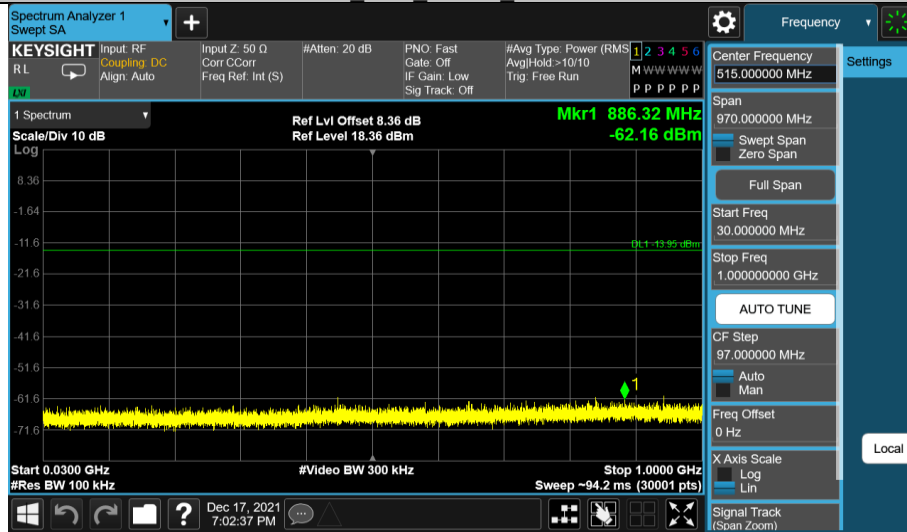 Spectrum Analyzer 1
Swept SA
+
Frequency
KEYSIGHT
R L
LXI
Input: RF
Coupling: DC
Align: Auto
Input Z: 50 Ω
Corr CCorr
Freq Ref: Int (S)
#Atten: 20 dB
PNO: Fast
Gate: Off
IF Gain: Low
Sig Track: Off
#Avg Type: Power (RMS
Avg|Hold:>10/10
Trig: Free Run
1 2 3 4 5 6
M W W W W W
P P P P P P
1 Spectrum
Scale/Div 10 dB
Log
Ref Lvl Offset 8.36 dB
Ref Level 18.36 dBm
Mkr1 886.32 MHz
-62.16 dBm
8.36
-1.64
-11.6
DL1 -13.95 dBm
-21.6
-31.6
-41.6
-51.6
-61.6
-71.6
1
Start 0.0300 GHz
#Video BW 300 kHz
Stop 1.0000 GHz
#Res BW 100 kHz
Sweep ~94.2 ms (30001 pts)
Dec 17, 2021
7:02:37 PM
?
Center Frequency
515.000000 MHz
Span
970.000000 MHz
Swept Span
Zero Span
Full Span
Start Freq
30.000000 MHz
Stop Freq
1.000000000 GHz
AUTO TUNE
CF Step
97.000000 MHz
Auto
Man
Freq Offset
0 Hz
X Axis Scale
Log
Lin
Signal Track
(Span Zoom)
Settings
Local